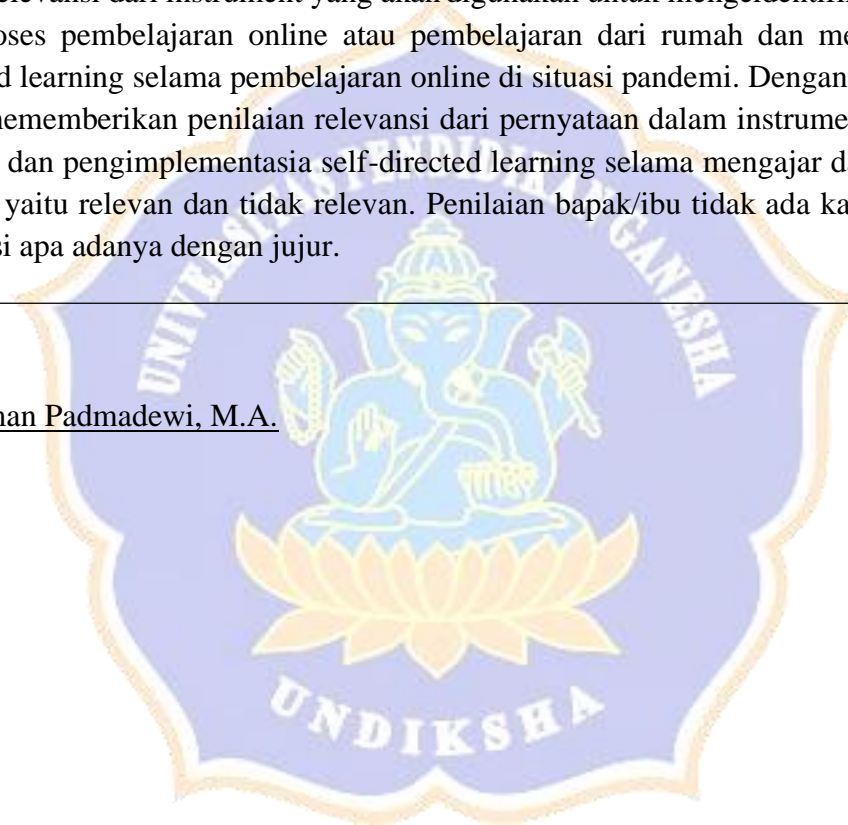 relevansi dari instrument yang akan digunakan untuk mengeidentifik
oses pembelajaran online atau pembelajaran dari rumah dan me
d learning selama pembelajaran online di situasi pandemi. Dengan
nemberikan penilaian relevansi dari pernyataan dalam instrume
dan pengimplementasia self-directed learning selama mengajar da
yaitu relevan dan tidak relevan. Penilaian bapak/ibu tidak ada ka
si apa adanya dengan jujur.
nan Padmadewi, M.A.
UNIVERSITAS PENDIDIKAN GANESHA
UNDIKSHA